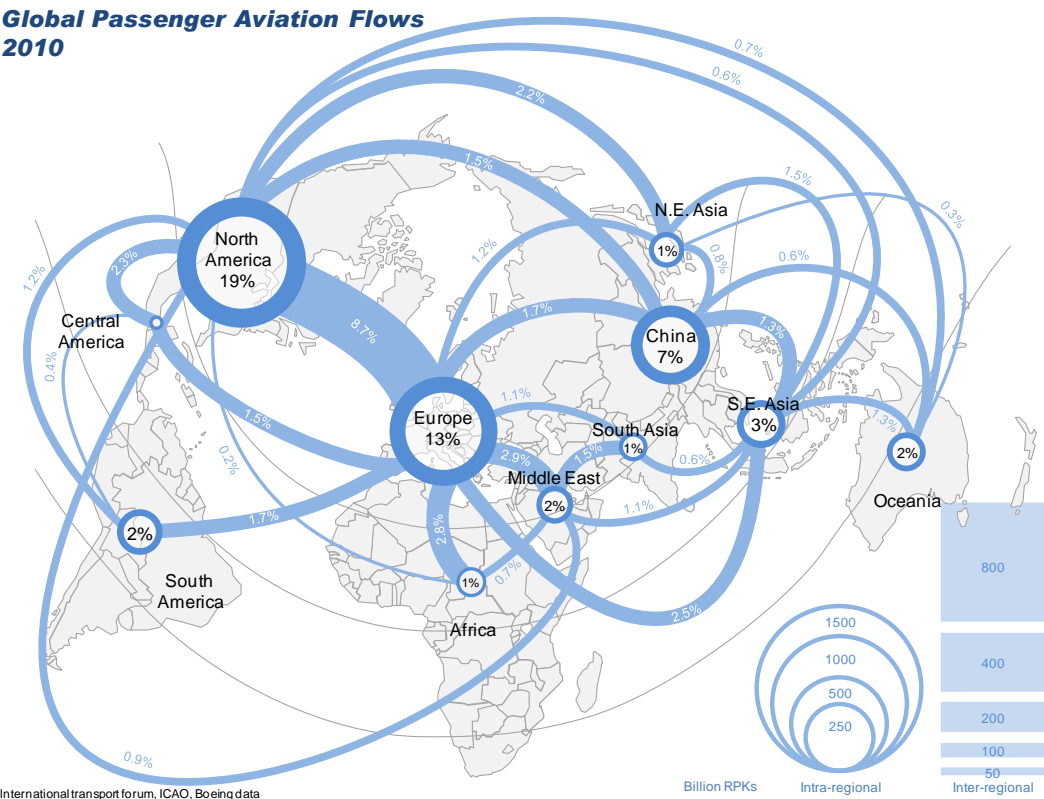 Global Passenger Aviation Flows
2010
0.7%
0.6%
2.2%
1.5%
1.5%
N.E. Asia
1%
0.3%
North
America
19%
1.2%
0.8%
0.6%
2.3%
1.2%
Central
America
8.7%
1.7%
1.3%
China
7%
0.4%
1.1%
S.E. Asia
3%
1.5%
Europe
13%
South Asia
1%
1.3%
2%
0.2%
2.9%
1.5%
0.6%
Middle East
2%
1.1%
Oceania
1.7%
2%
2.8%
0.7%
1%
South
America
2.5%
Africa
0.9%
1500
1000
500
250
800
400
200
100
50
Billion RPKs
Intra-regional
Inter-regional
International transport forum, ICAO, Boeing data